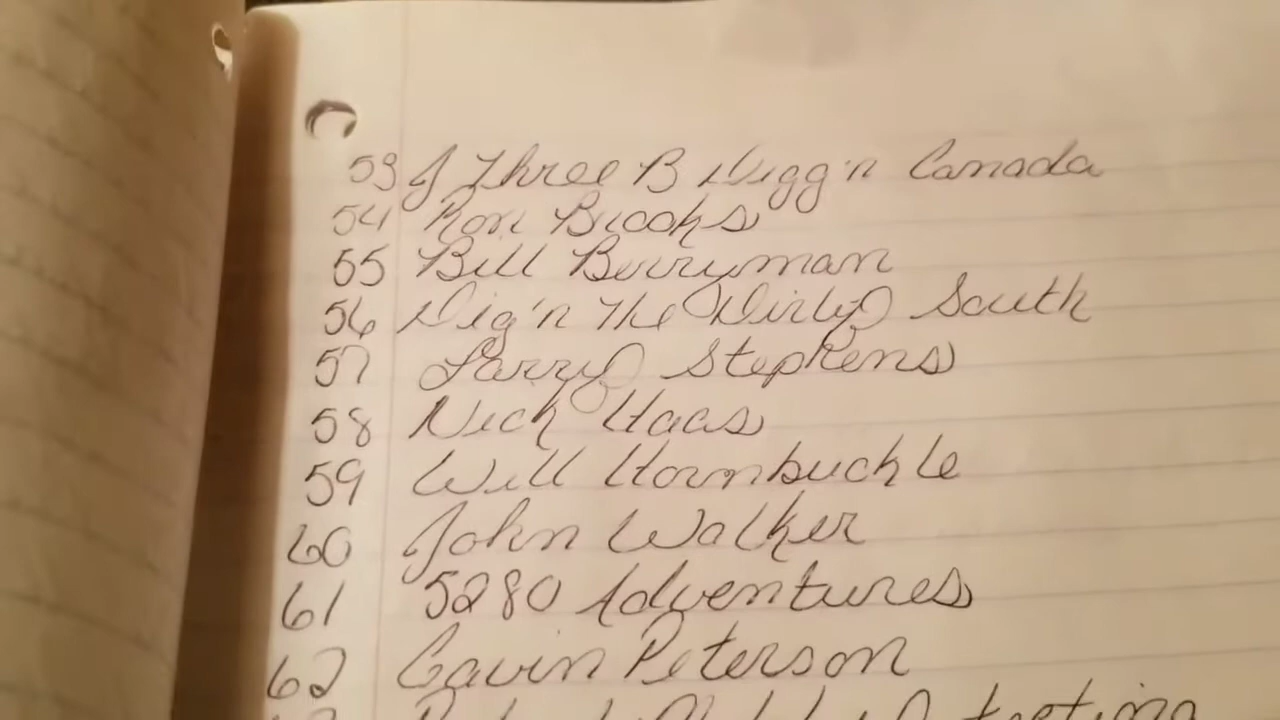 53 J Three B Digg'n Canada
54 Ron Brooks
55 Bill Berryman
56 Dig'n The Dirty South
57 Larry Stephens
58 Nick Haas
59 Will Hornbuckle
60 John Walker
61 5280 Adventures
62 Gavin Peterson